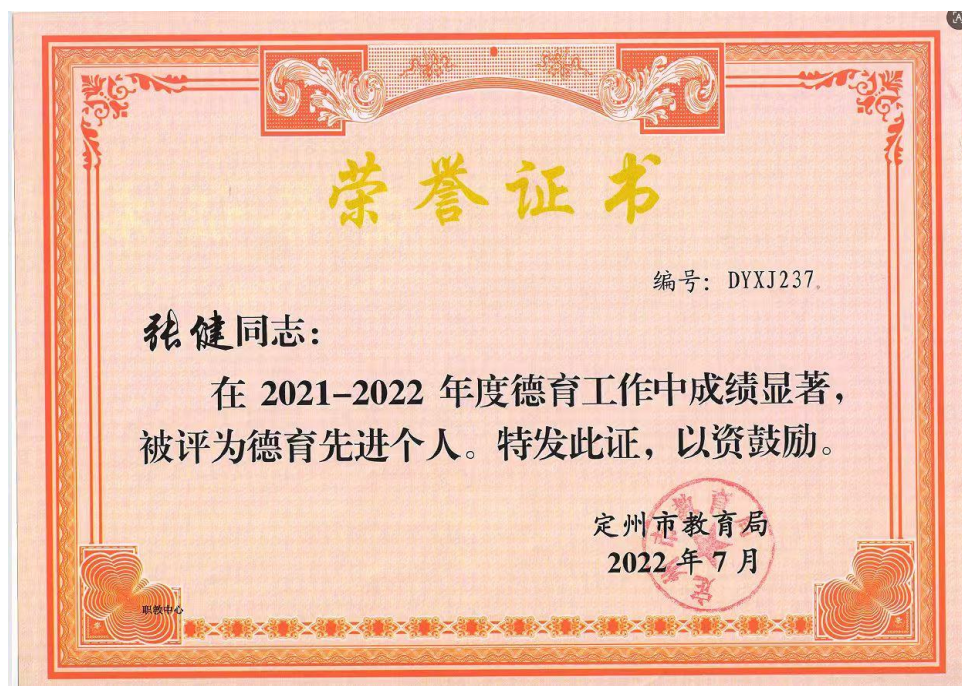 荣誉证书
编号：DYXJ237
张健同志：
在 2021-2022 年度德育工作中成绩显著，
被评为德育先进个人。特发此证，以资鼓励。
定州市教育局
2022 年 7 月
职教中心